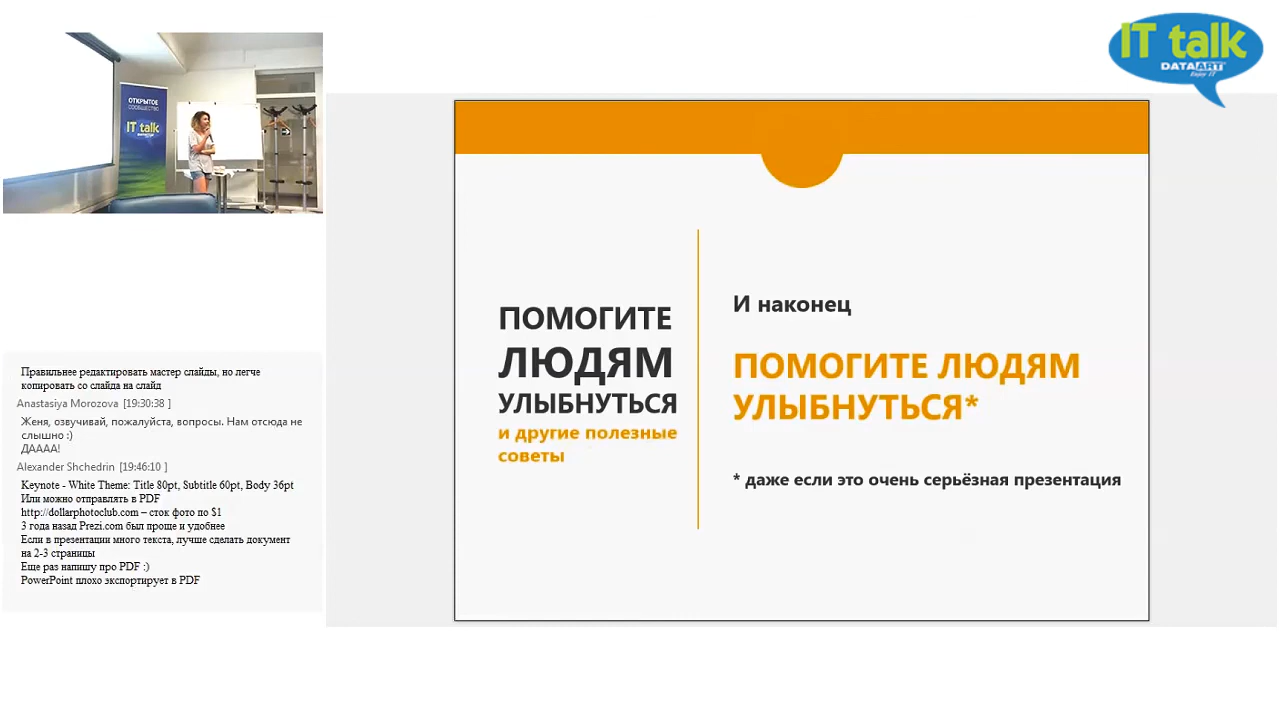 IT talk
DATAART
Enjoy IT
ОТКРЫТОЕ
СООБЩЕСТВО
IT talk
ПОМОГИТЕ
ЛЮДЯМ
УЛЫБНУТЬСЯ
и другие полезные
советы
И наконец
ПОМОГИТЕ ЛЮДЯМ
УЛЫБНУТЬСЯ*
* даже если это очень серьёзная презентация
Правильнее редактировать мастер слайды, но легче
копировать со слайда на слайд
Anastasiya Morozova [19:30:38 ]
Женя, озвучивай, пожалуйста, вопросы. Нам отсюда не
слышно :)
ДАААА!
Alexander Shchedrin [19:46:10 ]
Keynote - White Theme: Title 80pt, Subtitle 60pt, Body 36pt
Или можно отправлять в PDF
http://dollarphotoclub.com – сток фото по $1
3 года назад Prezi.com был проще и удобнее
Если в презентации много текста, лучше сделать документ
на 2-3 страницы
Еще раз напишу про PDF :)
PowerPoint плохо экспортирует в PDF